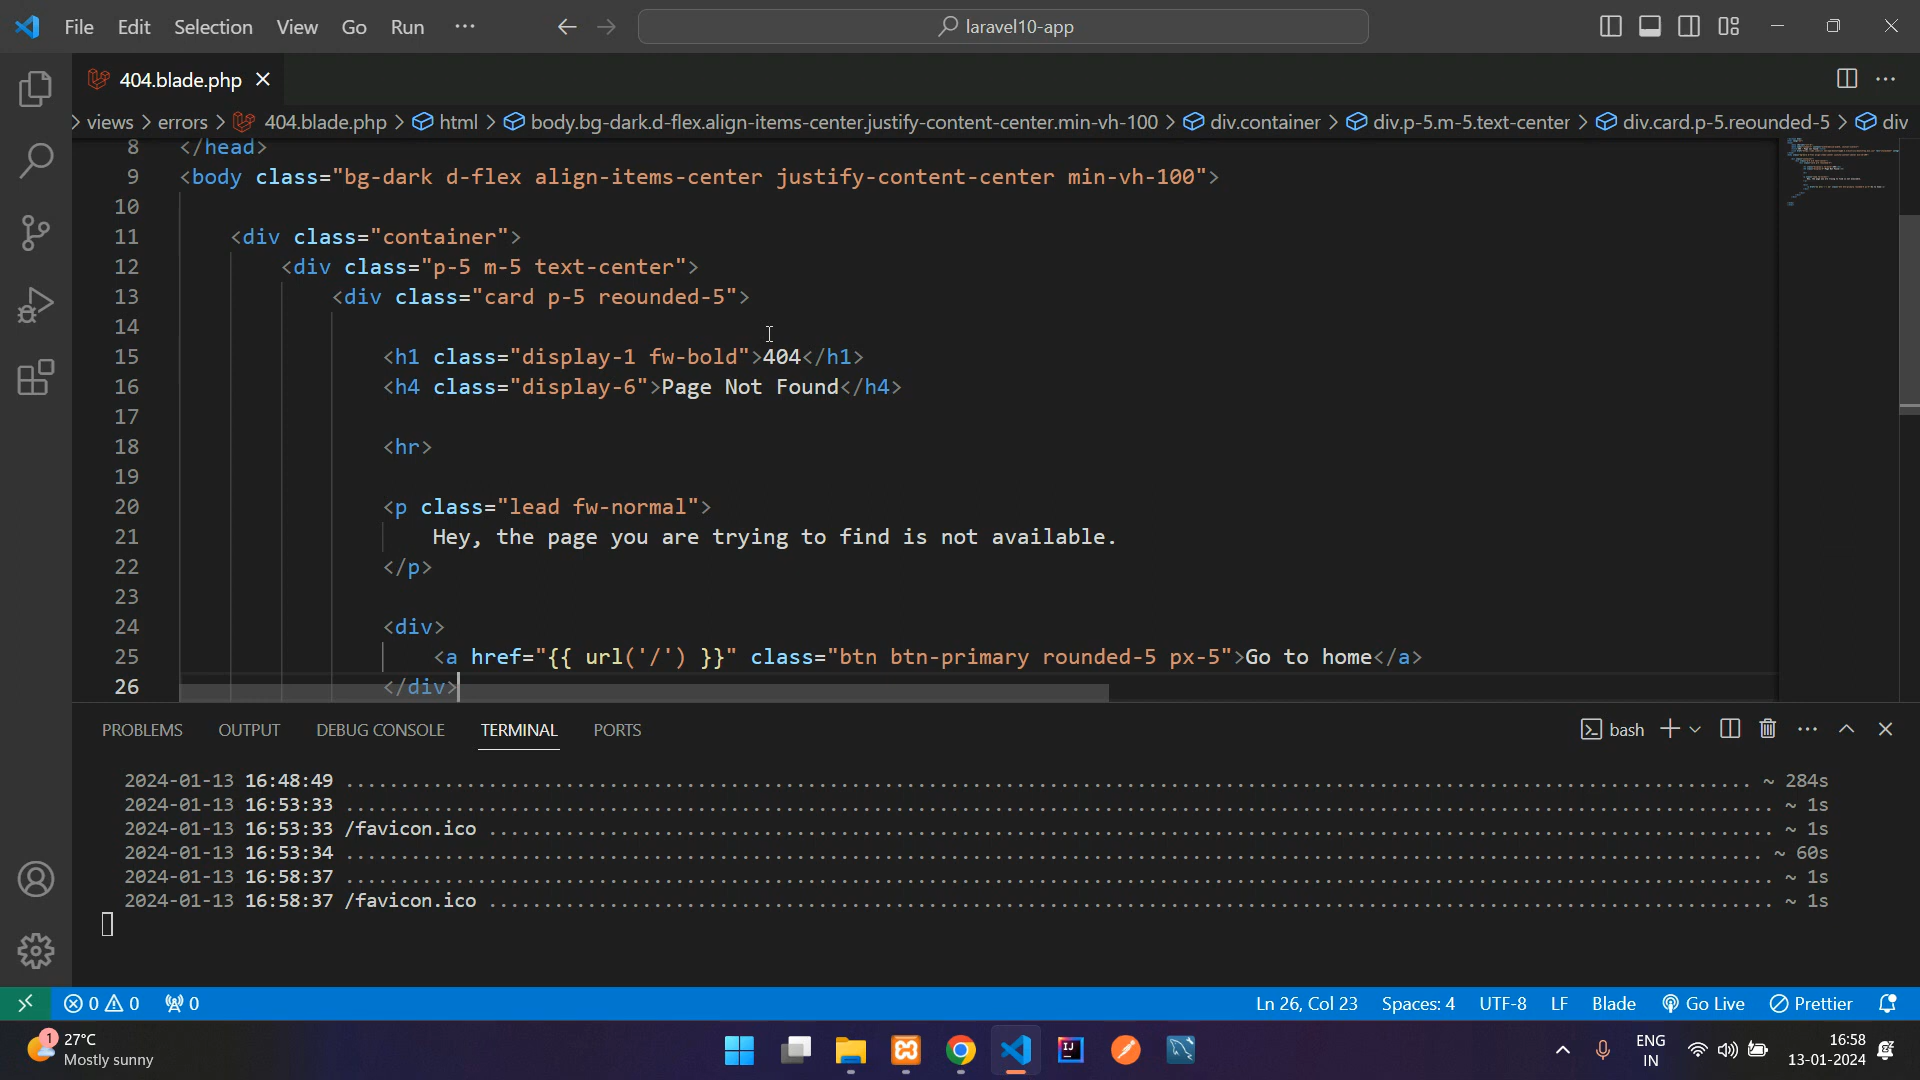 File Edit Selection View Go Run ··· laravel10-app
404.blade.php
views > errors > 404.blade.php > html > body.bg-dark.d-flex.align-items-center.justify-content-center.min-vh-100 > div.container > div.p-5.m-5.text-center > div.card.p-5.reounded-5 > div
8 </head>
9 <body class="bg-dark d-flex align-items-center justify-content-center min-vh-100">
10
11 <div class="container">
12 <div class="p-5 m-5 text-center">
13 <div class="card p-5 reounded-5">
14
15 <h1 class="display-1 fw-bold">404</h1>
16 <h4 class="display-6">Page Not Found</h4>
17
18 <hr>
19
20 <p class="lead fw-normal">
21 Hey, the page you are trying to find is not available.
22 </p>
23
24 <div>
25 <a href="{{ url('/') }}" class="btn btn-primary rounded-5 px-5">Go to home</a>
26 </div>
PROBLEMS OUTPUT DEBUG CONSOLE TERMINAL PORTS bash
2024-01-13 16:48:49 ........ ~ 284s
2024-01-13 16:53:33 ........ ~ 1s
2024-01-13 16:53:33 /favicon.ico ........ ~ 1s
2024-01-13 16:53:34 ........ ~ 60s
2024-01-13 16:58:37 ........ ~ 1s
2024-01-13 16:58:37 /favicon.ico ........ ~ 1s
0 0 0 Ln 26, Col 23 Spaces: 4 UTF-8 LF Blade Go Live Prettier
1 27°C ENG 16:58
Mostly sunny IN 13-01-2024